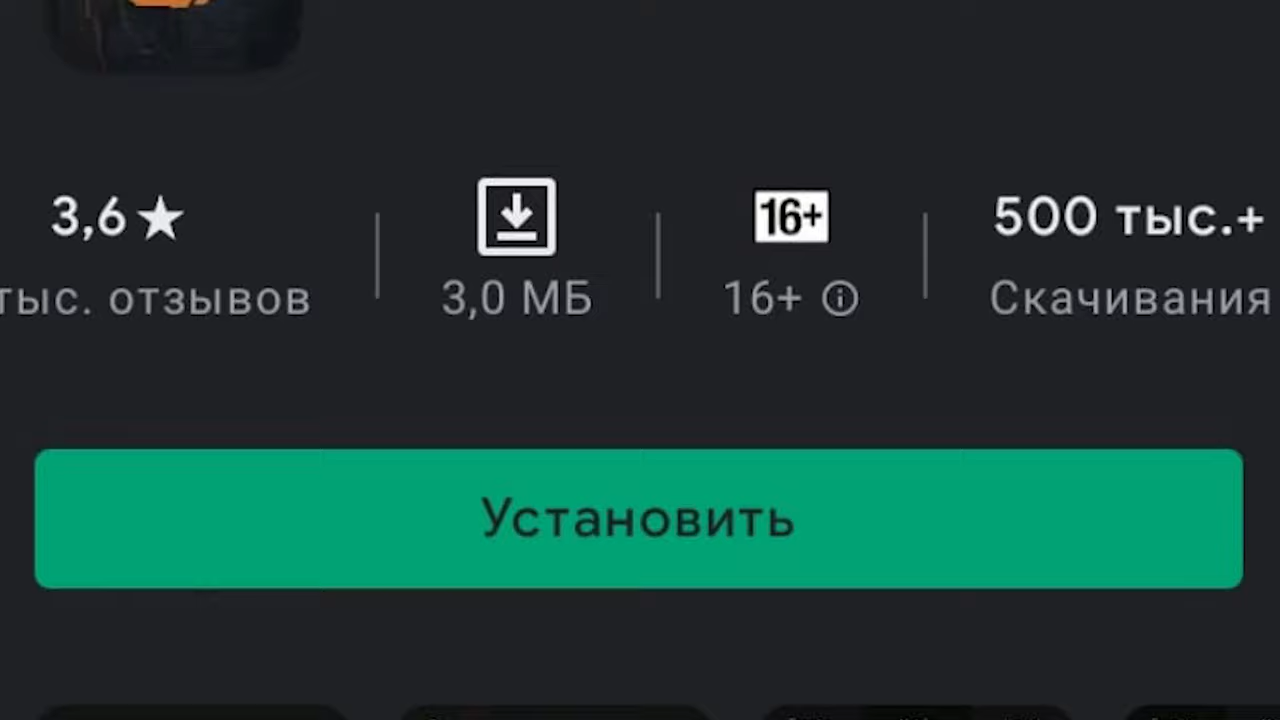 3,6★ 16+ 500 тыс.+
тыс. отзывов 3,0 МБ 16+ Скачивания
Установить